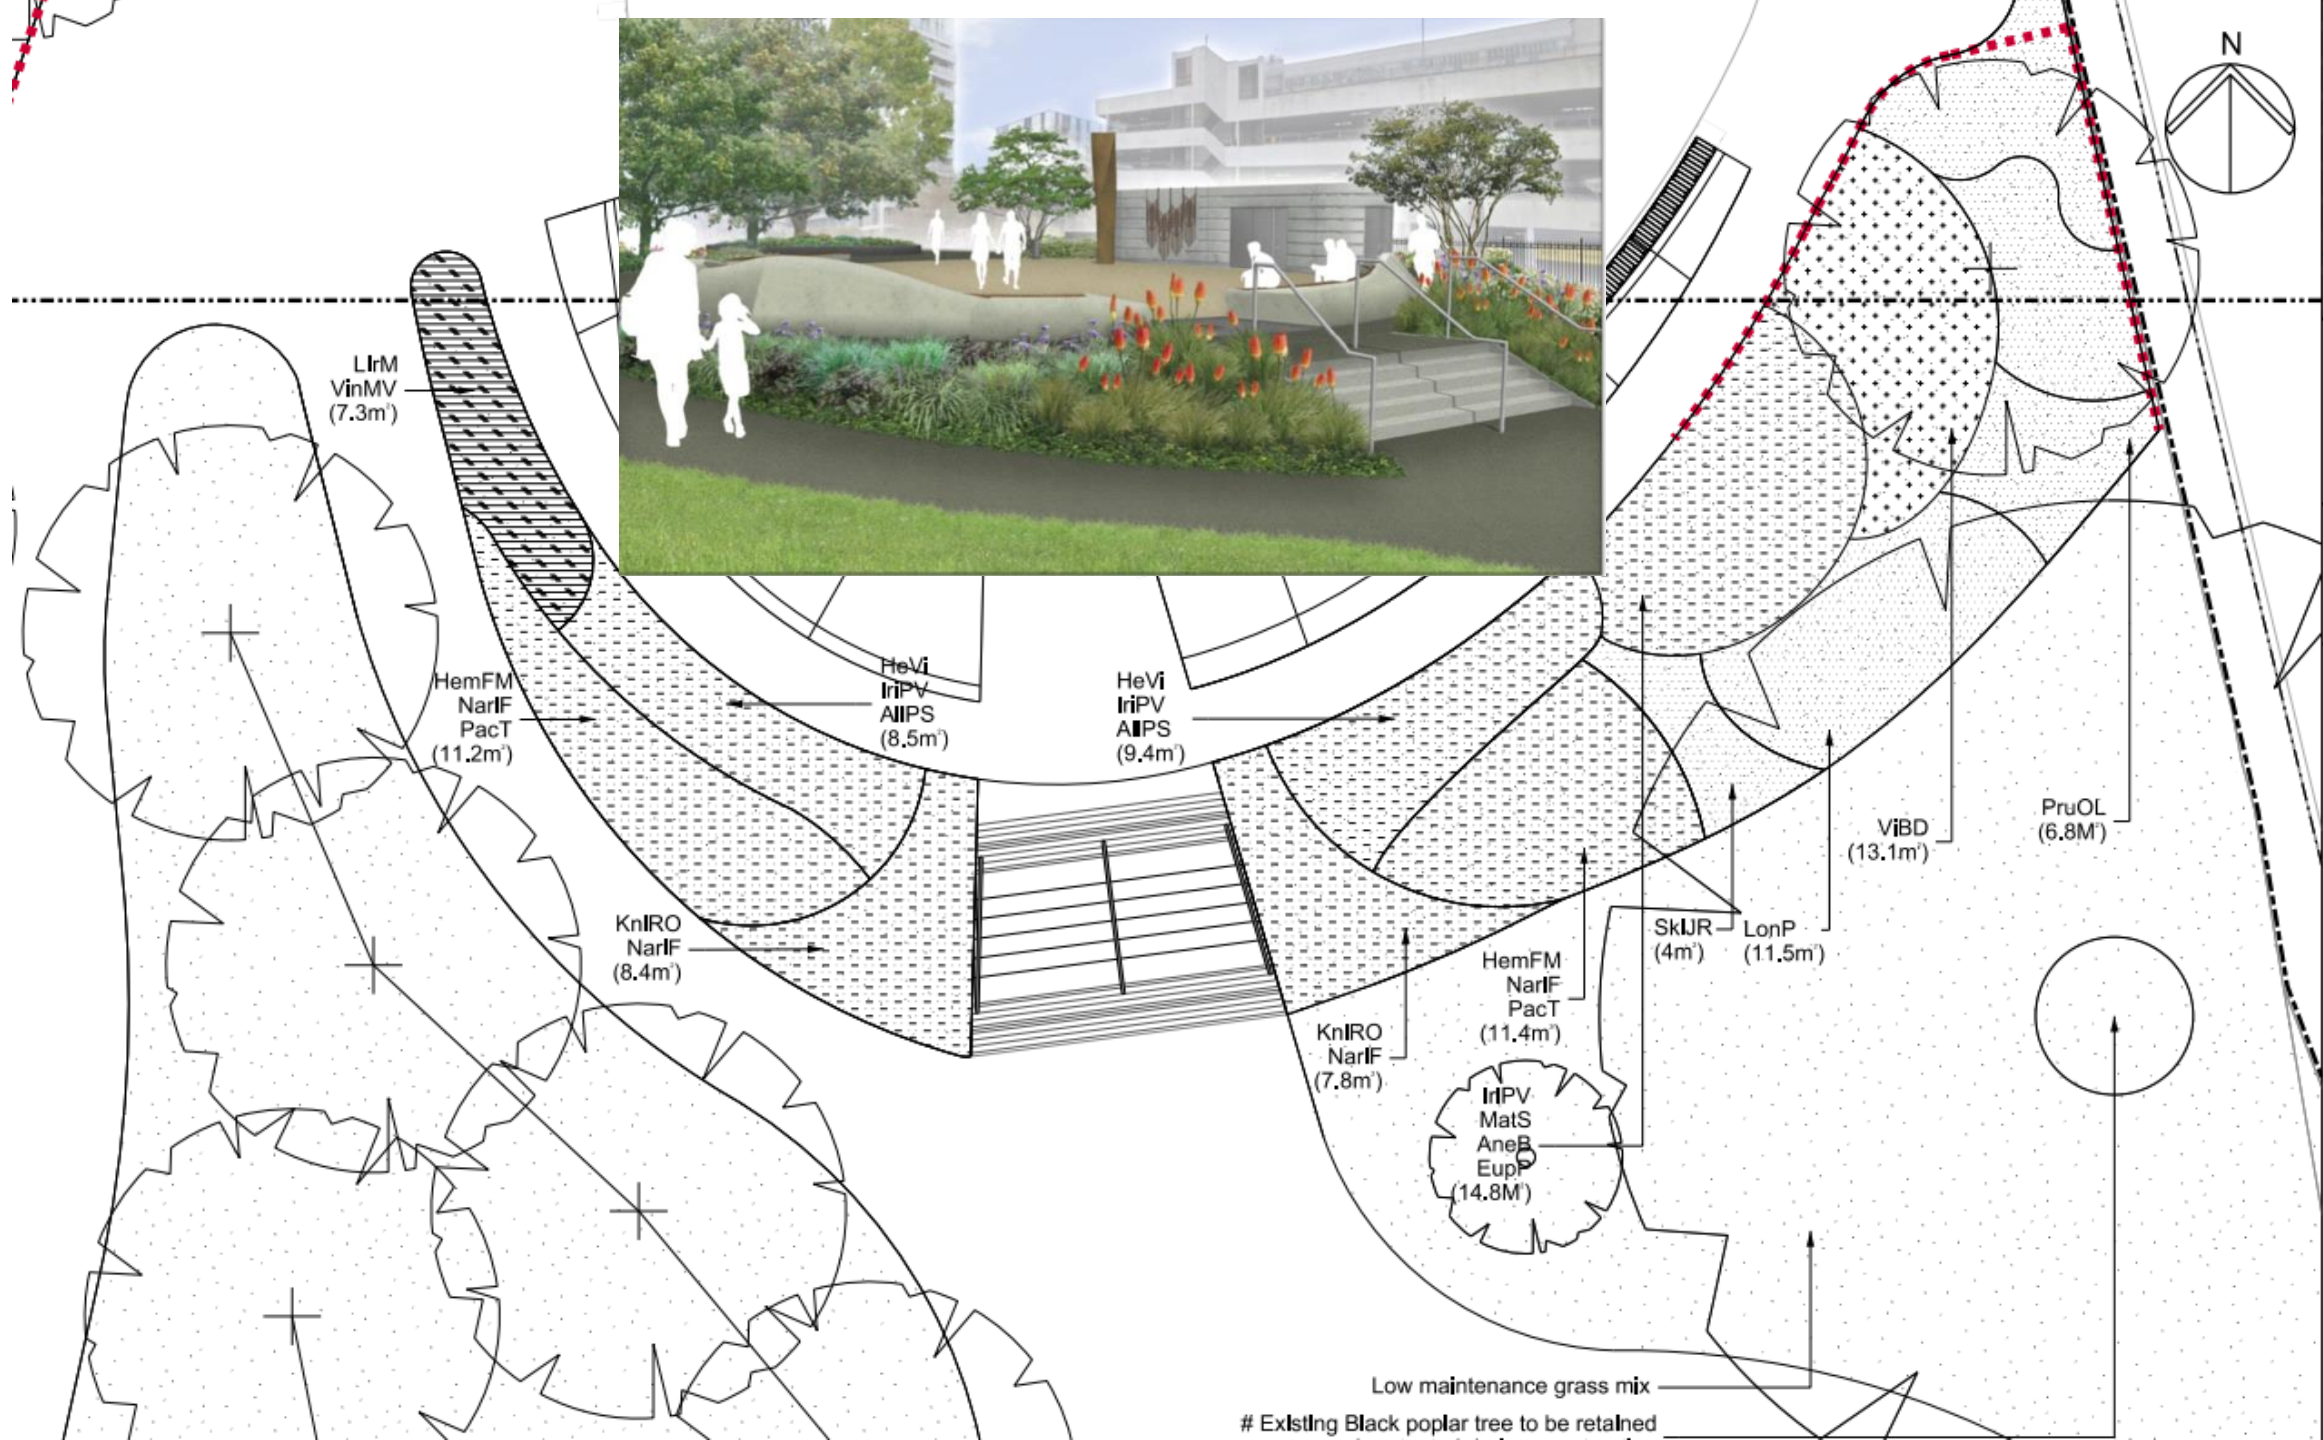 N
LIrM
VinMV
(7.3m²)
HemFM
NarIF
PacT
(11.2m²)
HeVi
IriPV
AllPS
(8.5m²)
HeVi
IriPV
AllPS
(9.4m²)
KnIRO
NarIF
(8.4m²)
KnIRO
NarIF
(7.8m²)
HemFM
NarIF
PacT
(11.4m²)
SkIJR
(4m²)
LonP
(11.5m²)
ViBD
(13.1m²)
PruOL
(6.8M²)
IrIPV
MatS
AneB
EupP
(14.8M²)
Low maintenance grass mix
# Existing Black poplar tree to be retained